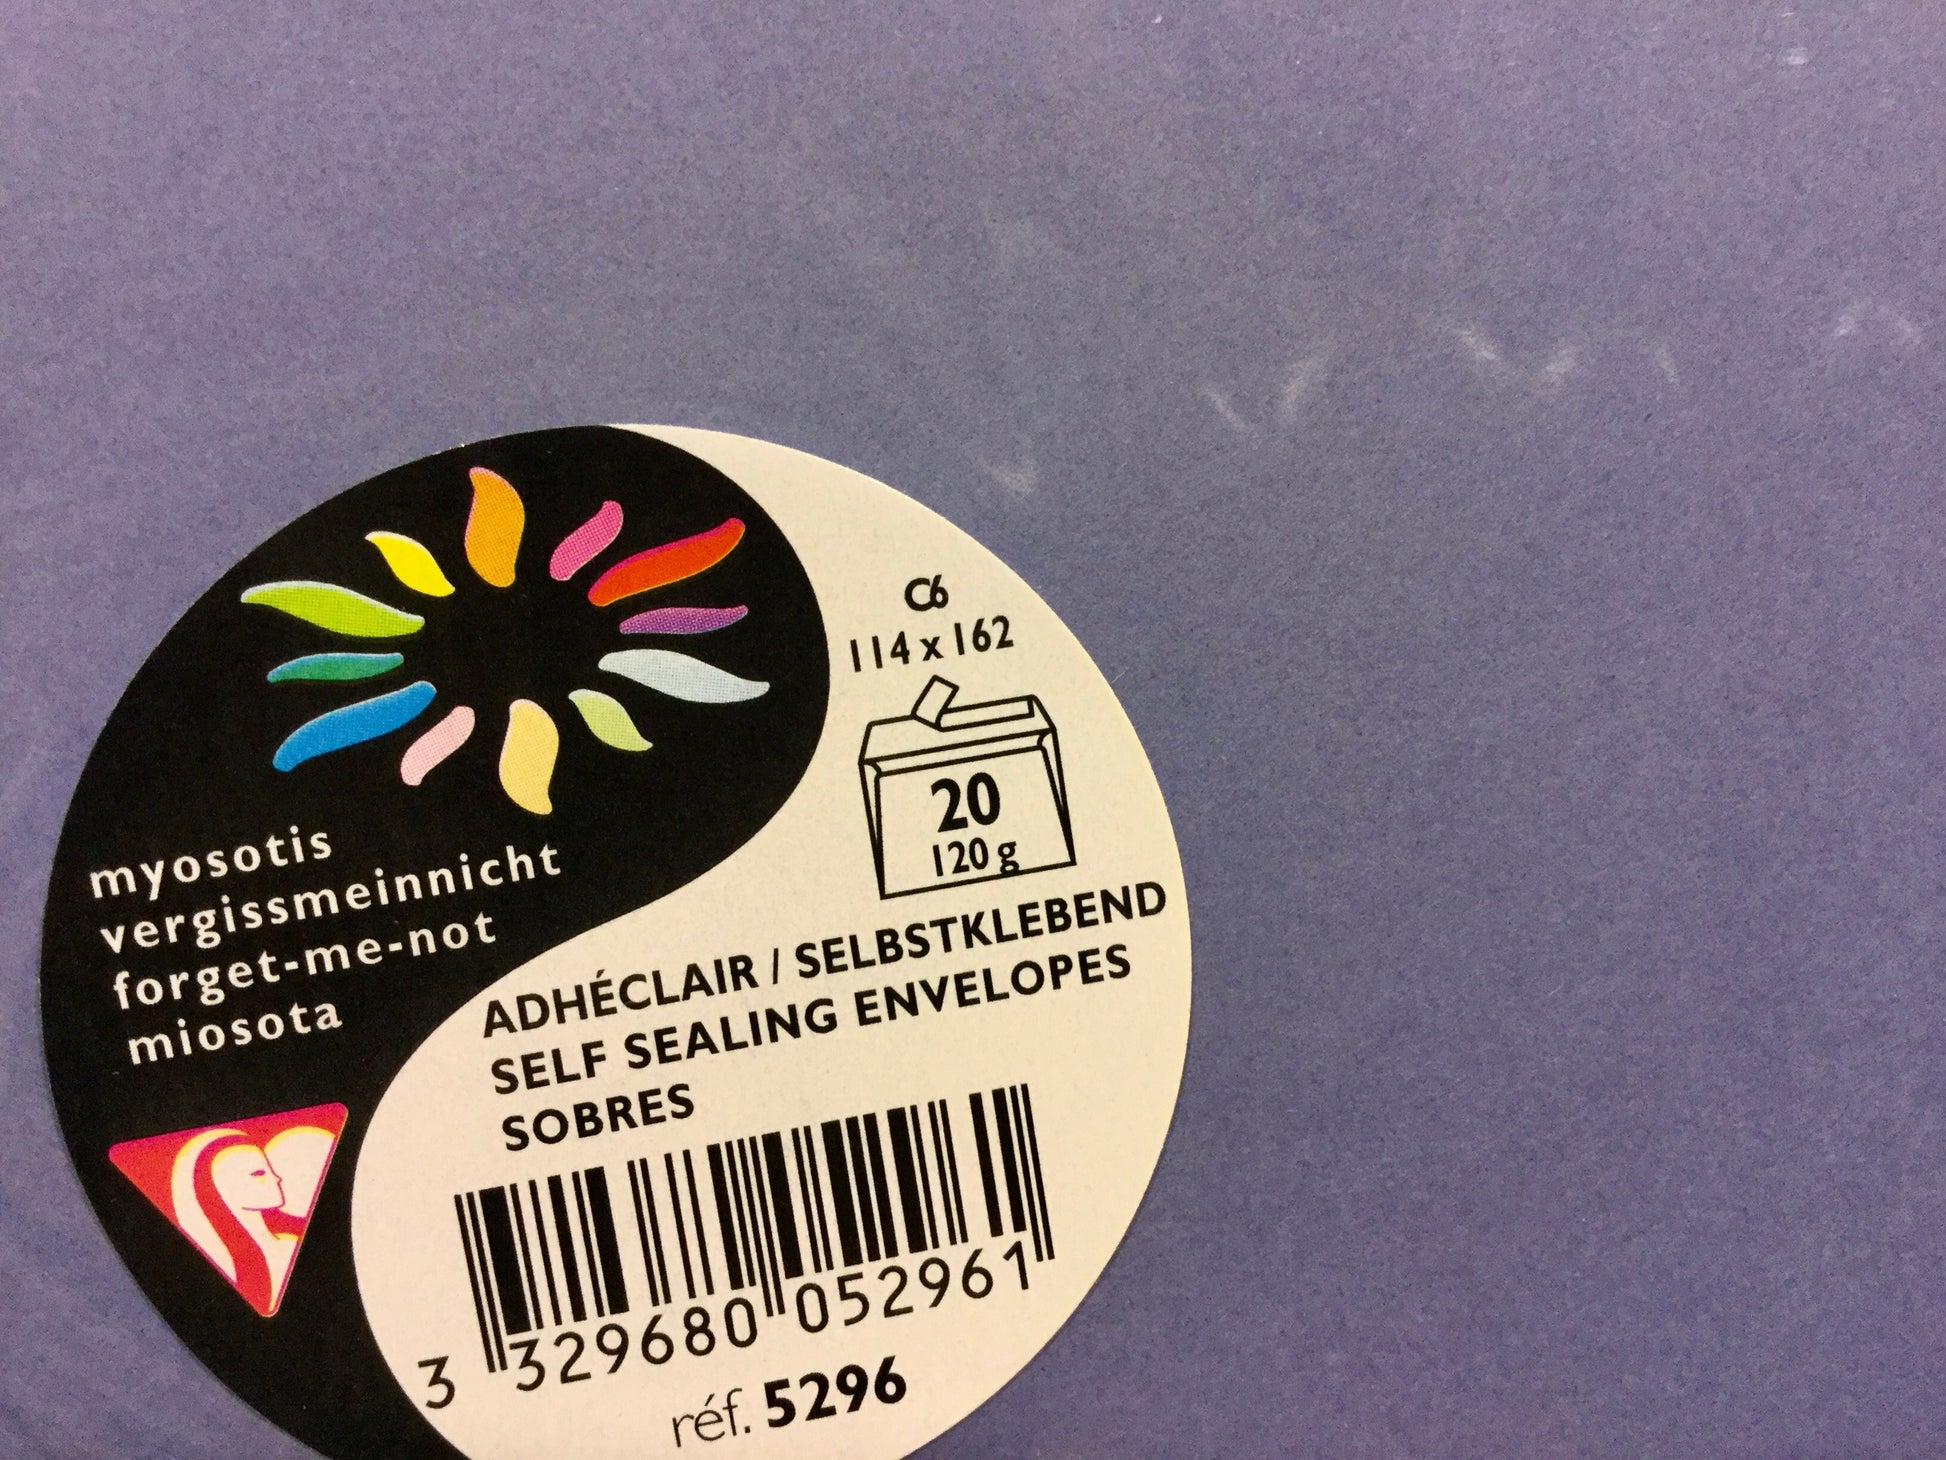 myosotis
vergissmeinnicht
forget-me-not
miosota
C6
114 x 162
20
120 g
ADHÉCLAIR / SELBSTKLEBEND
SELF SEALING ENVELOPES
SOBRES
3 329680 052961
réf. 5296